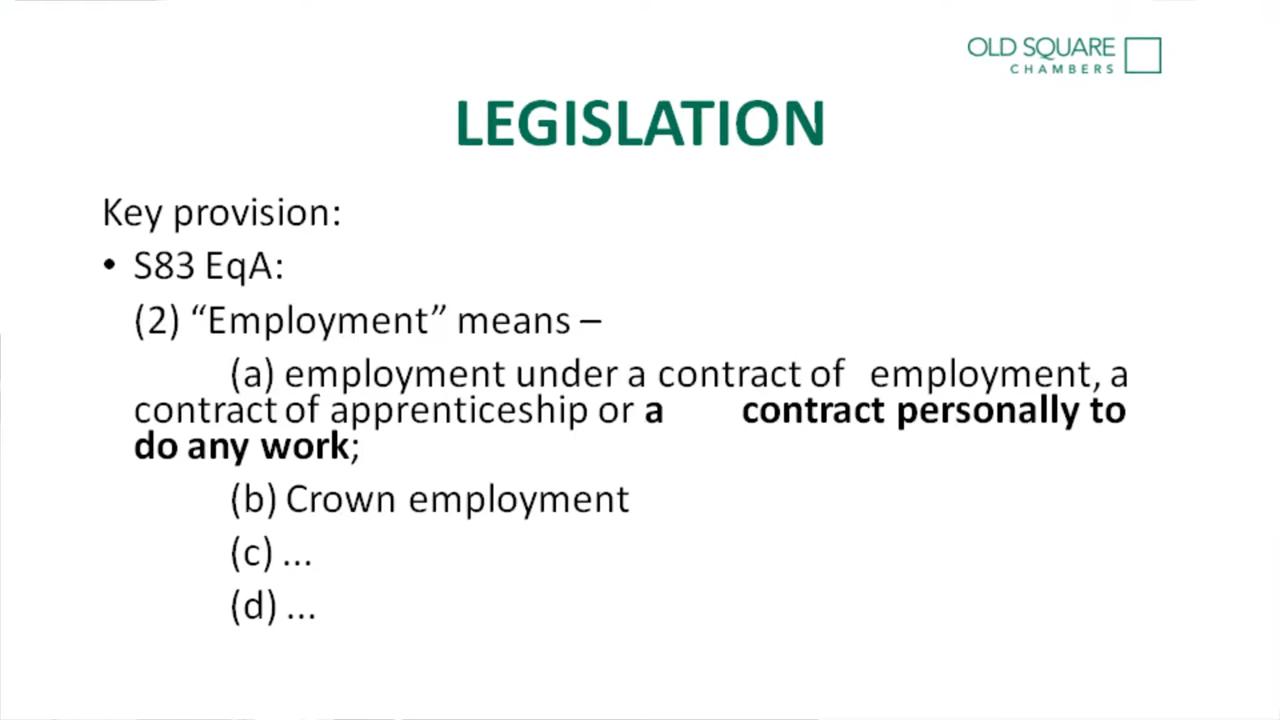 OLD SQUARE
CHAMBERS
LEGISLATION
Key provision:
• S83 EqA:
(2) “Employment” means –
(a) employment under a contract of employment, a
contract of apprenticeship or a contract personally to
do any work;
(b) Crown employment
(c) ...
(d) ...